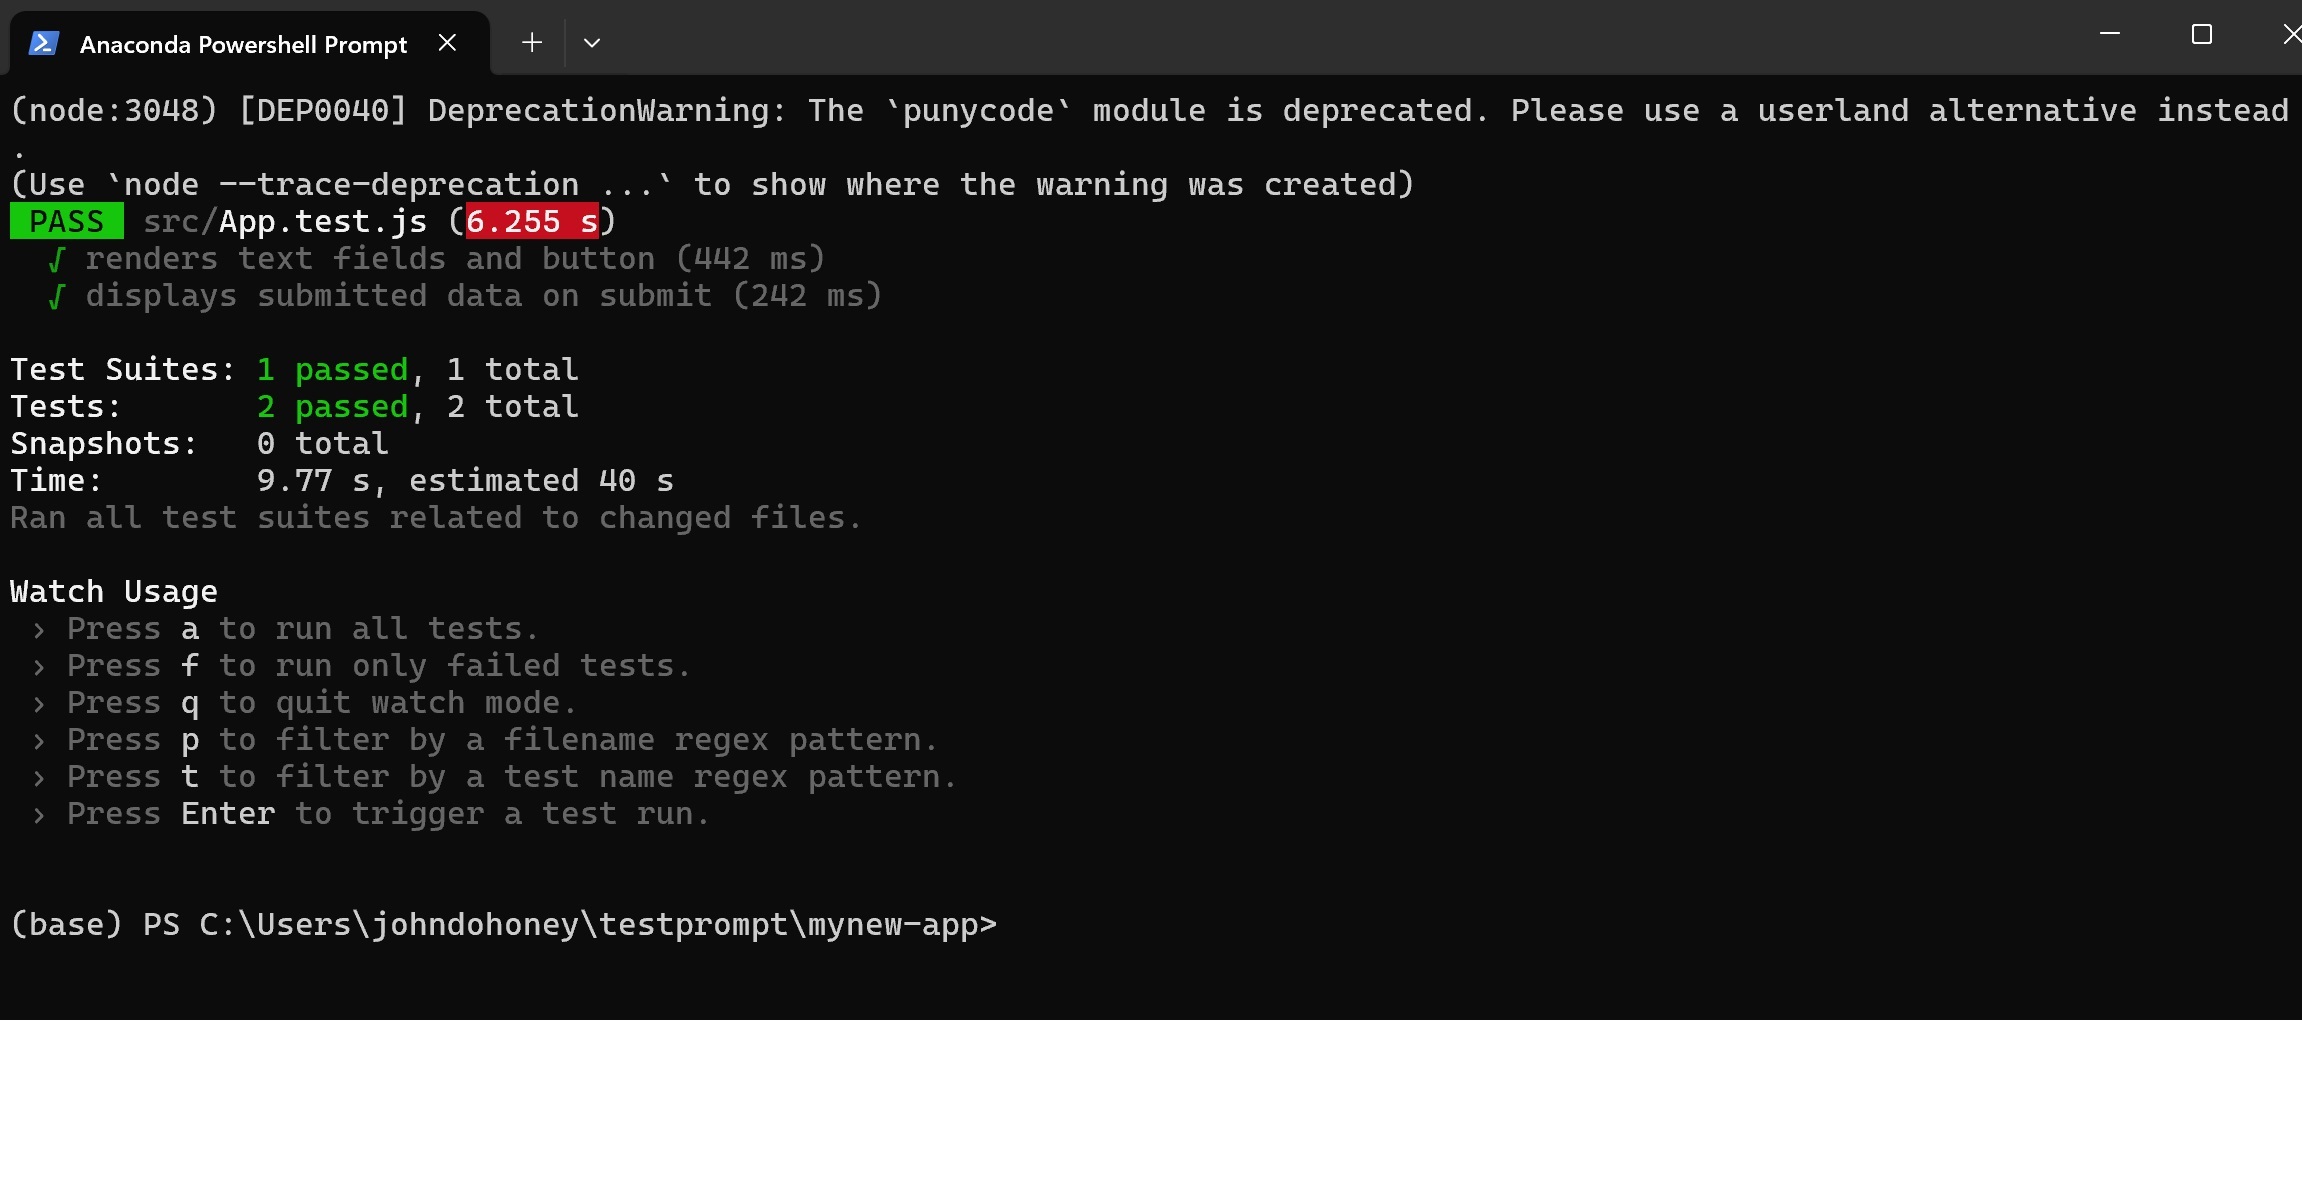 Anaconda Powershell Prompt
(node:3048) [DEP0040] DeprecationWarning: The `punycode` module is deprecated. Please use a userland alternative instead
.
(Use `node --trace-deprecation ...` to show where the warning was created)
PASS src/App.test.js (6.255 s)
√ renders text fields and button (442 ms)
√ displays submitted data on submit (242 ms)
Test Suites: 1 passed, 1 total
Tests: 2 passed, 2 total
Snapshots: 0 total
Time: 9.77 s, estimated 40 s
Ran all test suites related to changed files.
Watch Usage
› Press a to run all tests.
› Press f to run only failed tests.
› Press q to quit watch mode.
› Press p to filter by a filename regex pattern.
› Press t to filter by a test name regex pattern.
› Press Enter to trigger a test run.
(base) PS C:\Users\johndohoney\testprompt\mynew-app>